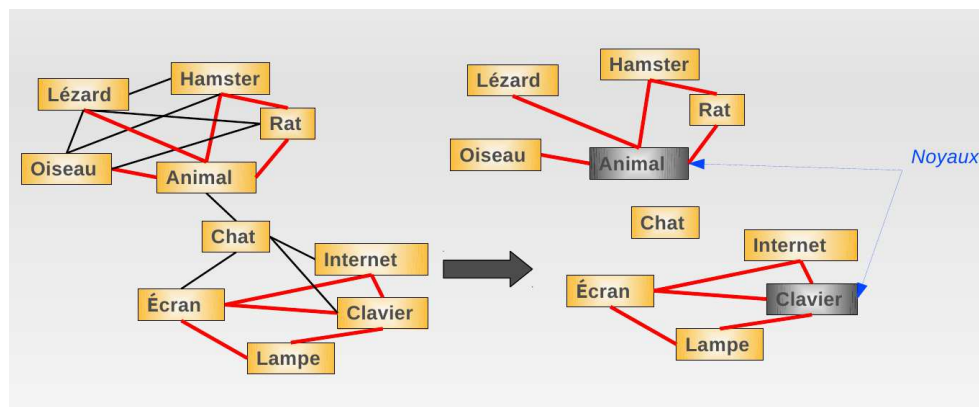 Lézard
Hamster
Rat
Oiseau
Animal
Chat
Internet
Écran
Clavier
Lampe
Lézard
Hamster
Rat
Oiseau
Animal
Noyaux
Chat
Internet
Écran
Clavier
Lampe